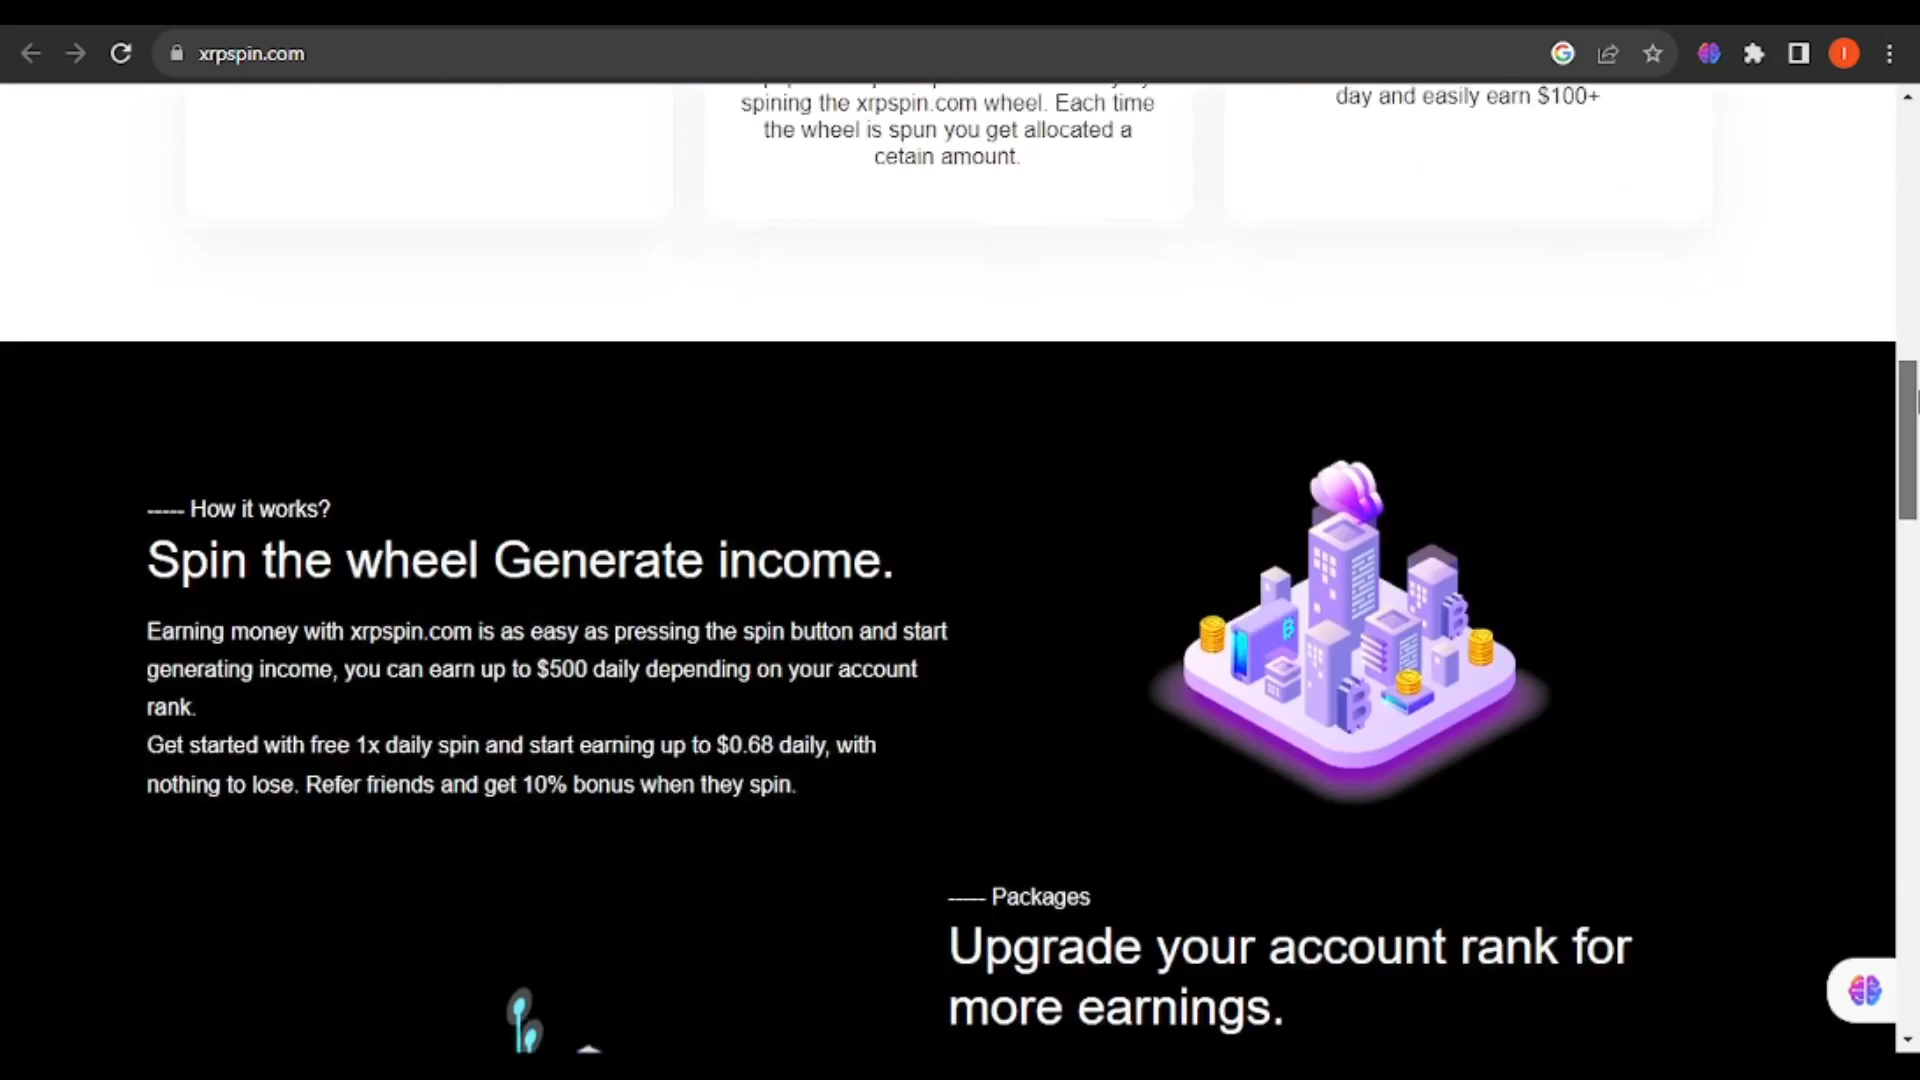 xrpspin.com
spining the xrpspin.com wheel. Each time
the wheel is spun you get allocated a
cetain amount.
day and easily earn $100+
----- How it works?
Spin the wheel Generate income.
Earning money with xrpspin.com is as easy as pressing the spin button and start
generating income, you can earn up to $500 daily depending on your account
rank.
Get started with free 1x daily spin and start earning up to $0.68 daily, with
nothing to lose. Refer friends and get 10% bonus when they spin.
----- Packages
Upgrade your account rank for
more earnings.